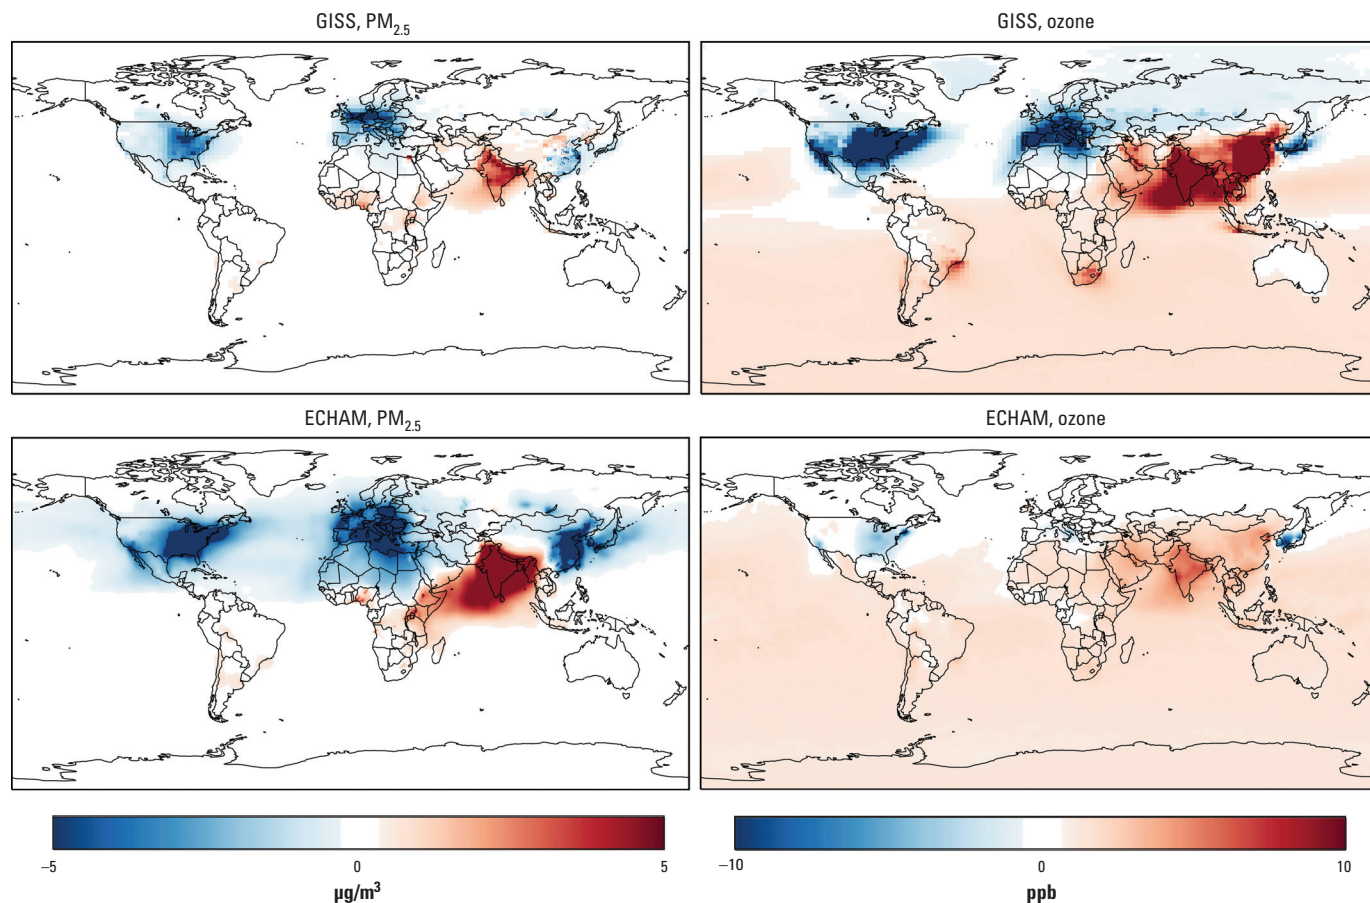 GISS, PM2.5
GISS, ozone
ECHAM, PM2.5
ECHAM, ozone
–5 0 5
µg/m3
–10 0 10
ppb